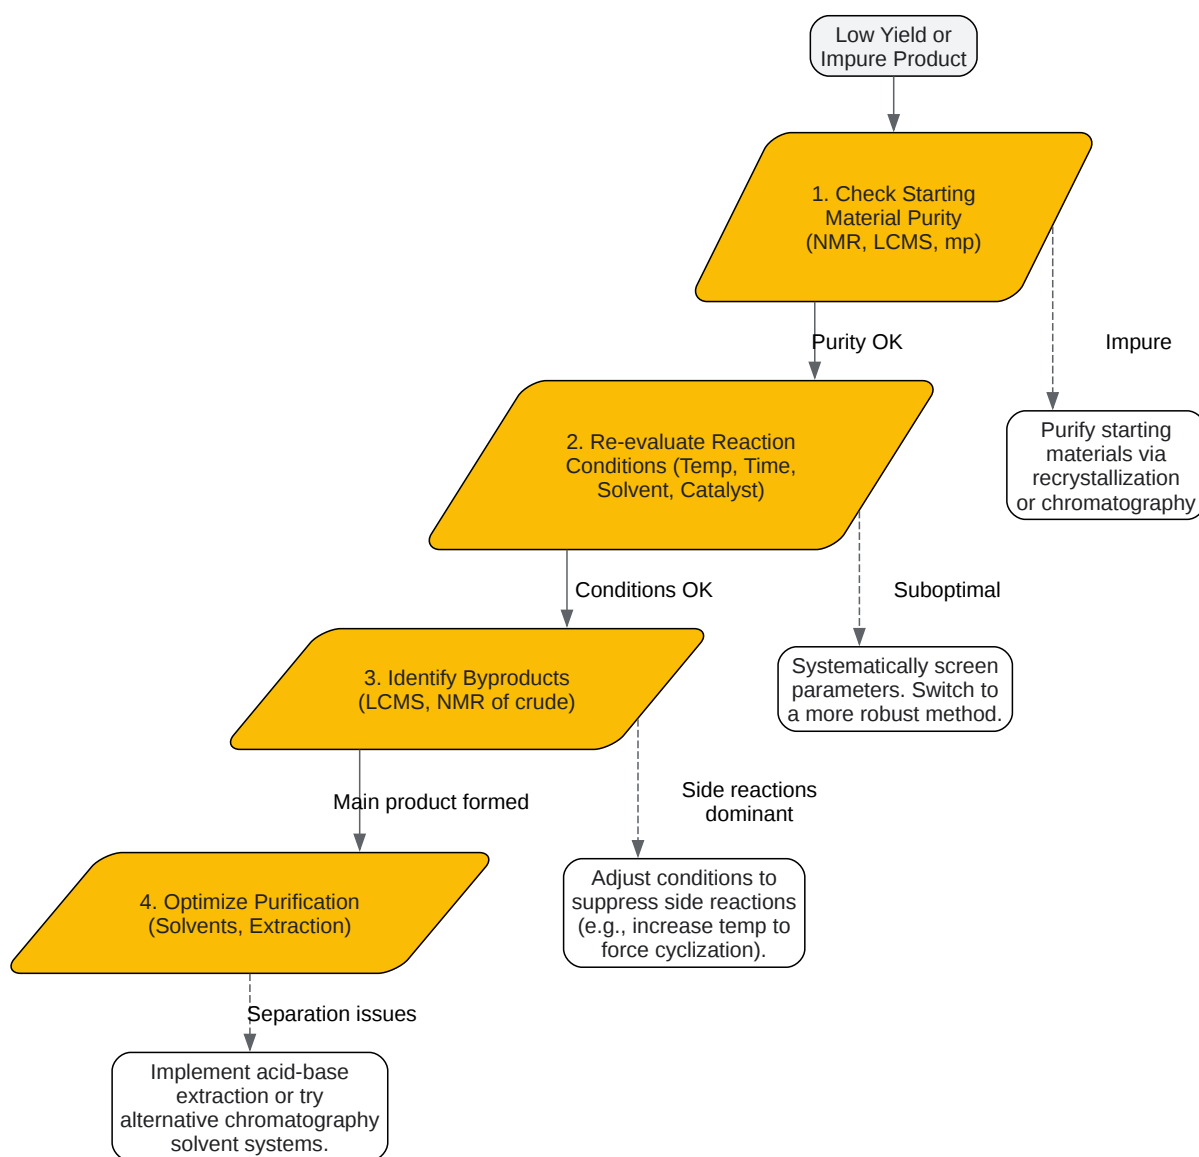 Low Yield or
Impure Product
1. Check Starting
Material Purity
(NMR, LCMS, mp)
Purity OK
Impure
2. Re-evaluate Reaction
Conditions (Temp, Time,
Solvent, Catalyst)
Purify starting
materials via
recrystallization
or chromatography
Conditions OK
Suboptimal
3. Identify Byproducts
(LCMS, NMR of crude)
Systematically screen
parameters. Switch to
a more robust method.
Main product formed
Side reactions
dominant
4. Optimize Purification
(Solvents, Extraction)
Adjust conditions to
suppress side reactions
(e.g., increase temp to
force cyclization).
Separation issues
Implement acid-base
extraction or try
alternative chromatography
solvent systems.